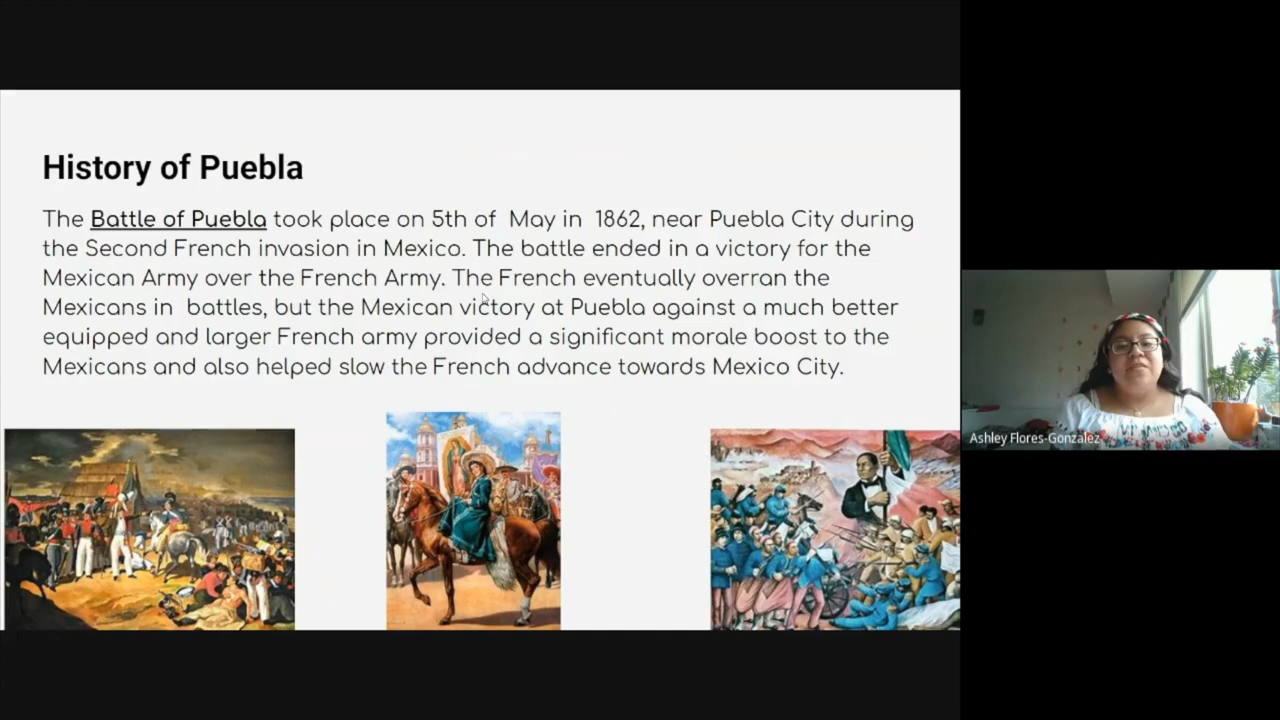 History of Puebla
The Battle of Puebla took place on 5th of May in 1862, near Puebla City during
the Second French invasion in Mexico. The battle ended in a victory for the
Mexican Army over the French Army. The French eventually overran the
Mexicans in battles, but the Mexican victory at Puebla against a much better
equipped and larger French army provided a significant morale boost to the
Mexicans and also helped slow the French advance towards Mexico City.
Ashley Flores-Gonzalez